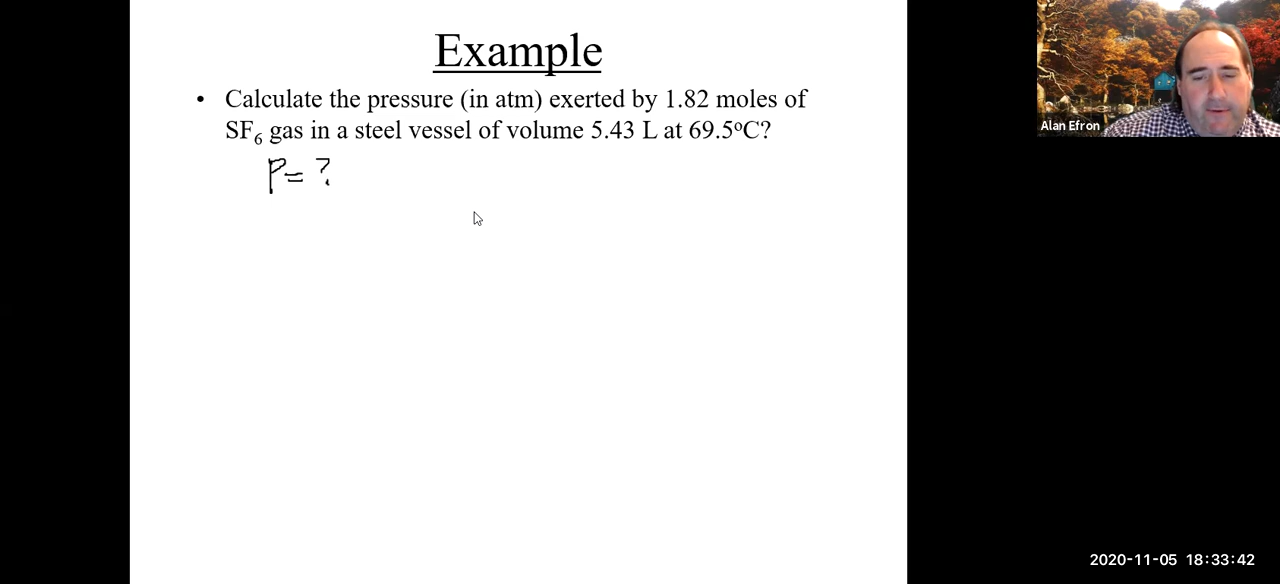 Example
• Calculate the pressure (in atm) exerted by 1.82 moles of
SF₆ gas in a steel vessel of volume 5.43 L at 69.5ºC?
P = ?
Alan Efron
2020-11-05 18:33:42